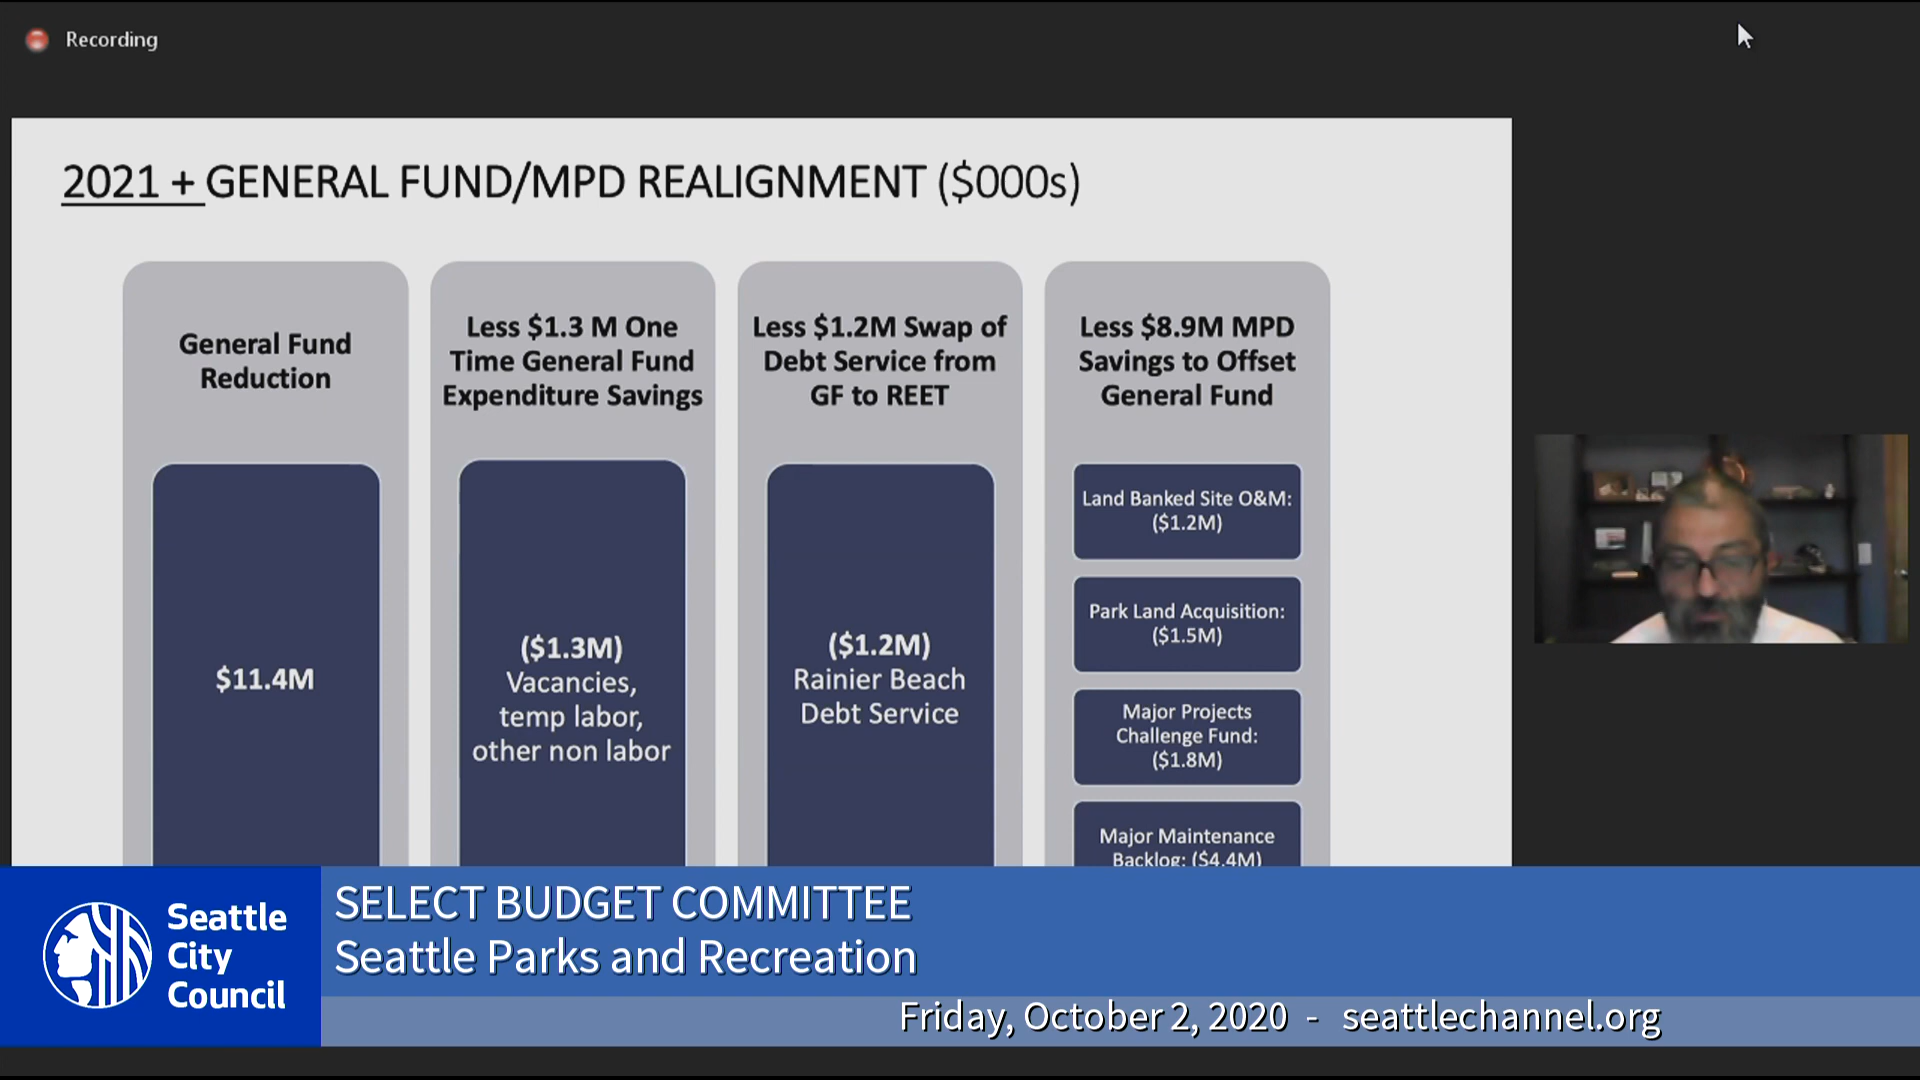 Recording
2021 + GENERAL FUND/MPD REALIGNMENT ($000s)
General Fund
Reduction
$11.4M
Less $1.3 M One
Time General Fund
Expenditure Savings
($1.3M)
Vacancies,
temp labor,
other non labor
Less $1.2M Swap of
Debt Service from
GF to REET
($1.2M)
Rainier Beach
Debt Service
Less $8.9M MPD
Savings to Offset
General Fund
Land Banked Site O&M:
($1.2M)
Park Land Acquisition:
($1.5M)
Major Projects
Challenge Fund:
($1.8M)
Major Maintenance
Backlog: ($4.4M)
Seattle
City
Council
SELECT BUDGET COMMITTEE
Seattle Parks and Recreation
Friday, October 2, 2020 - seattlechannel.org